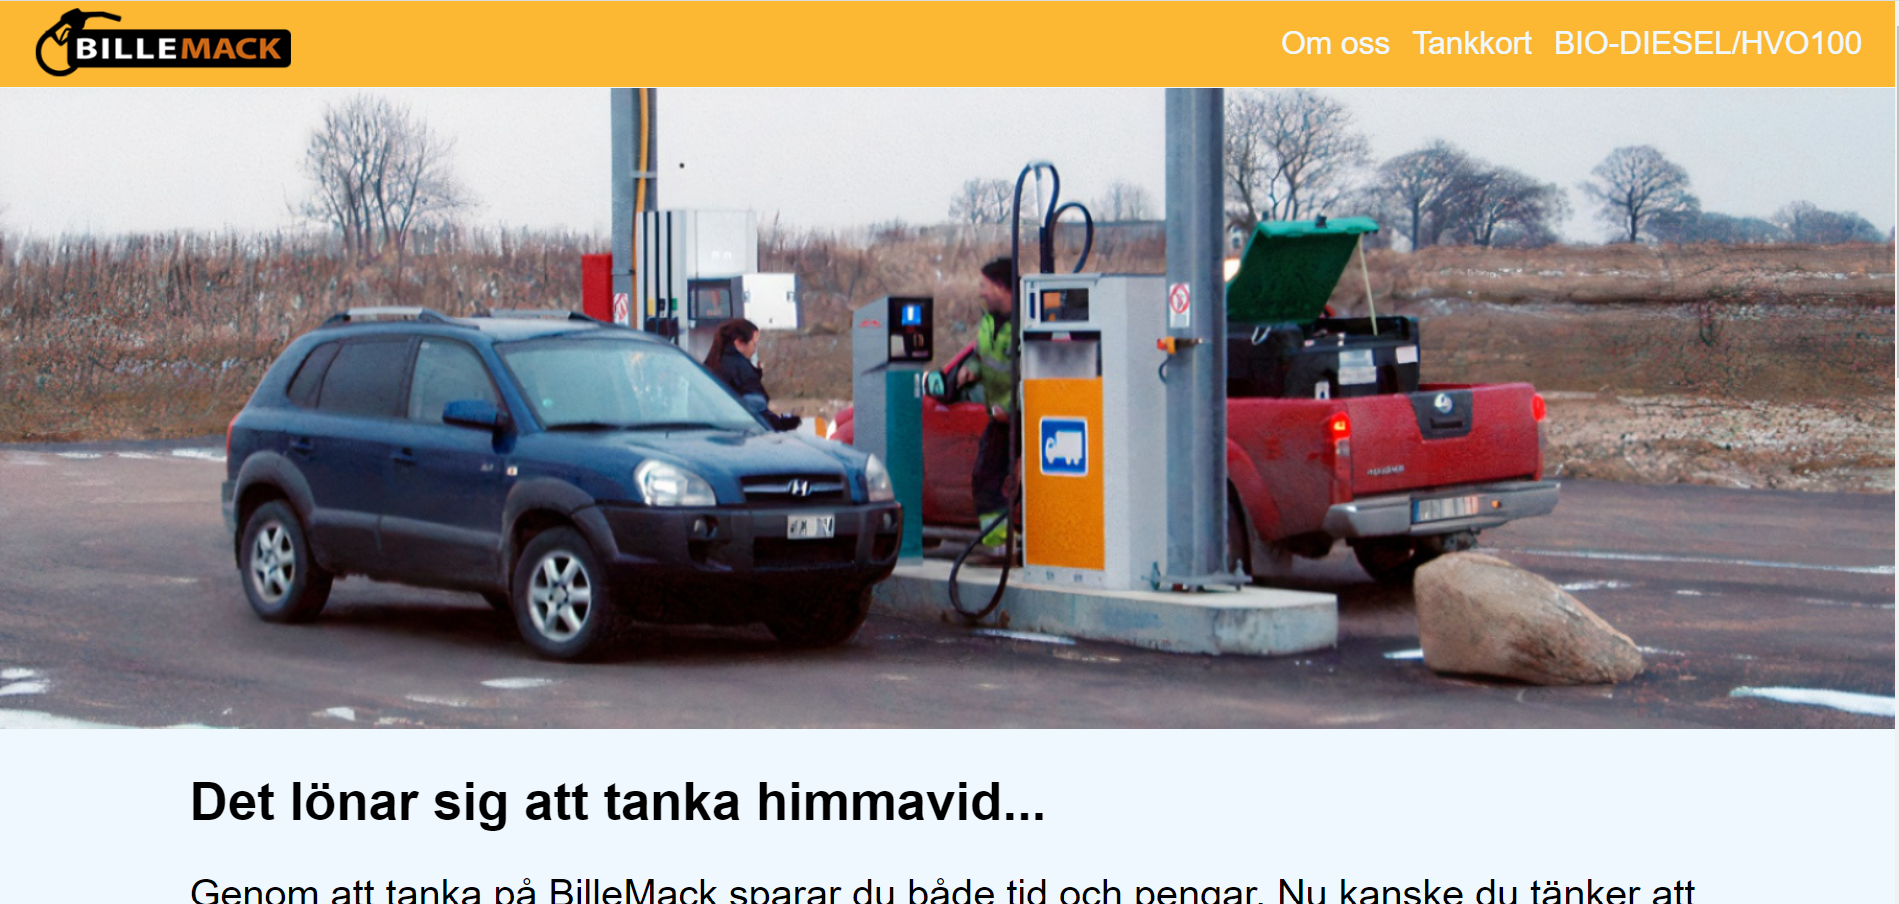 BILLEMACK
Om oss Tankkort BIO-DIESEL/HVO100
Det lönar sig att tanka himmavid...
Genom att tanka på BilleMack sparar du både tid och pengar. Nu kanske du tänker att